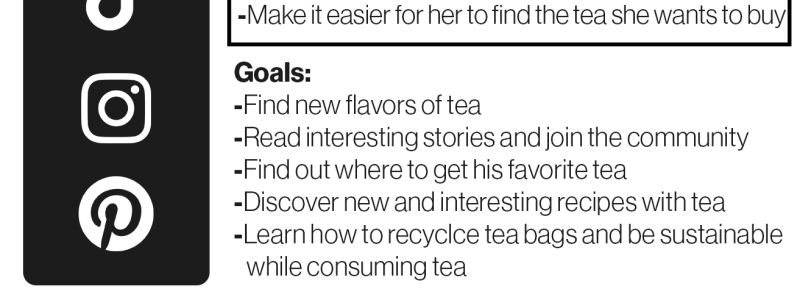 -Make it easier for her to find the tea she wants to buy
Goals:
-Find new flavors of tea
-Read interesting stories and join the community
-Find out where to get his favorite tea
-Discover new and interesting recipes with tea
-Learn how to recyclce tea bags and be sustainable
while consuming tea